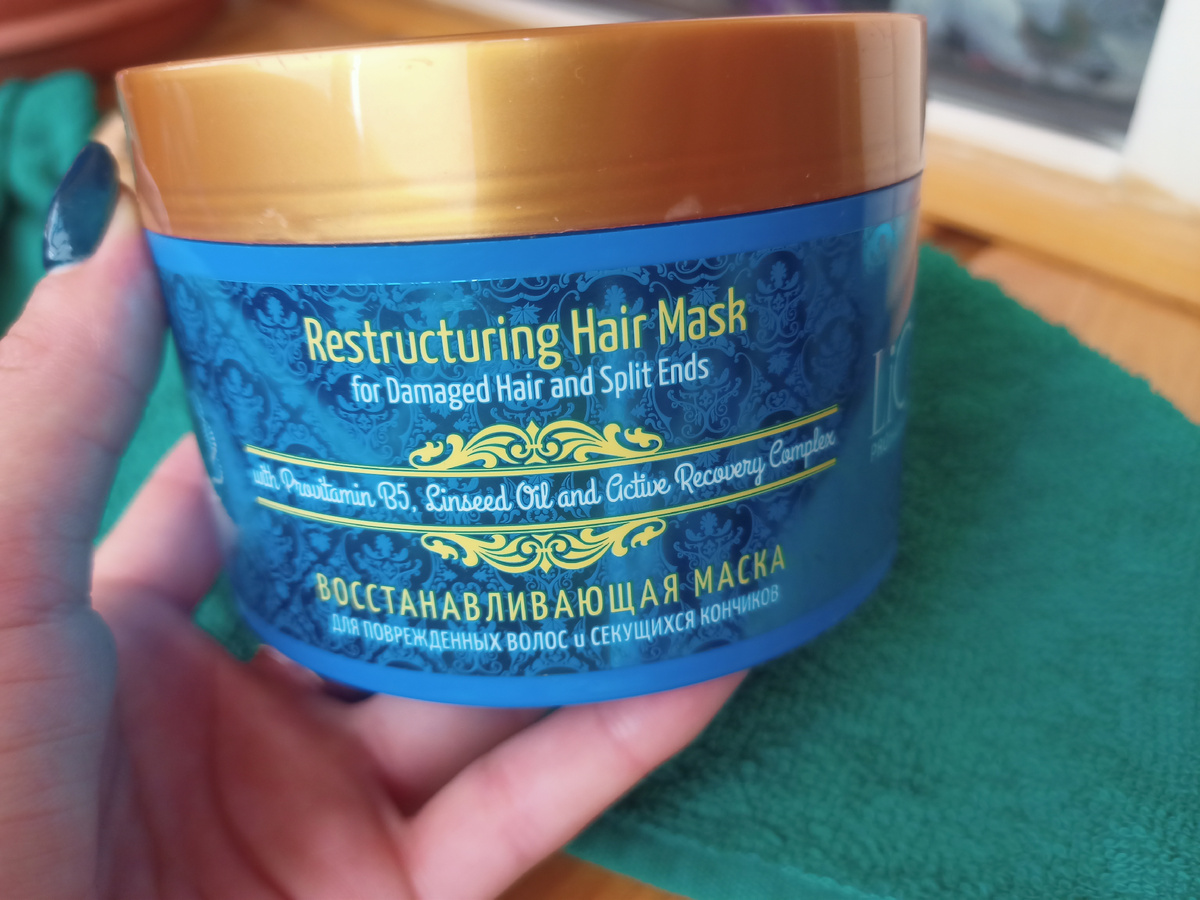 Restructuring Hair Mask
for Damaged Hair and Split Ends
with Provitamin B5, Linseed Oil and Active Recovery Complex
ВОССТАНАВЛИВАЮЩАЯ МАСКА
ДЛЯ ПОВРЕЖДЕННЫХ ВОЛОС и СЕКУЩИХСЯ КОНЧИКОВ